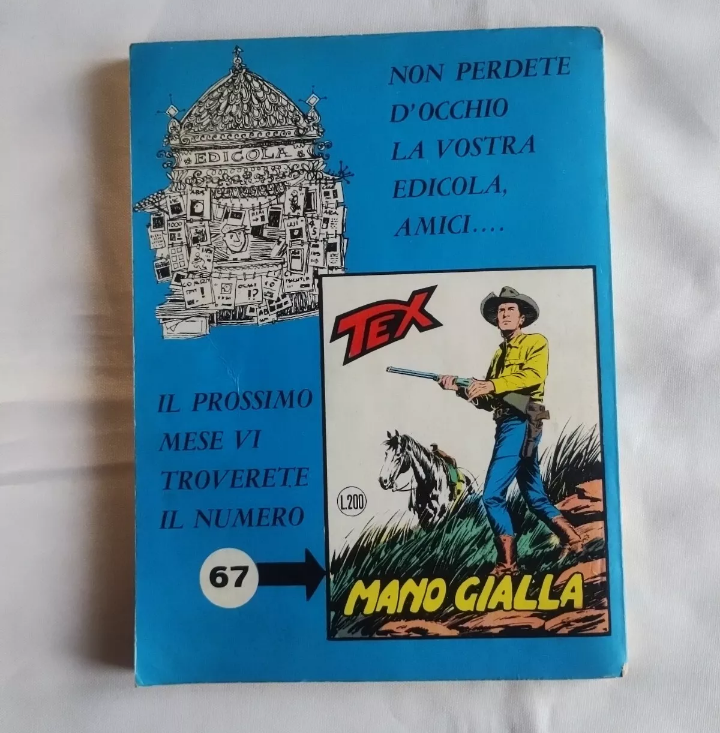 EDICOLA
NON PERDETE
D'OCCHIO
LA VOSTRA
EDICOLA,
AMICI....
TEX
L.200
MANO GIALLA
IL PROSSIMO
MESE VI
TROVERETE
IL NUMERO
67